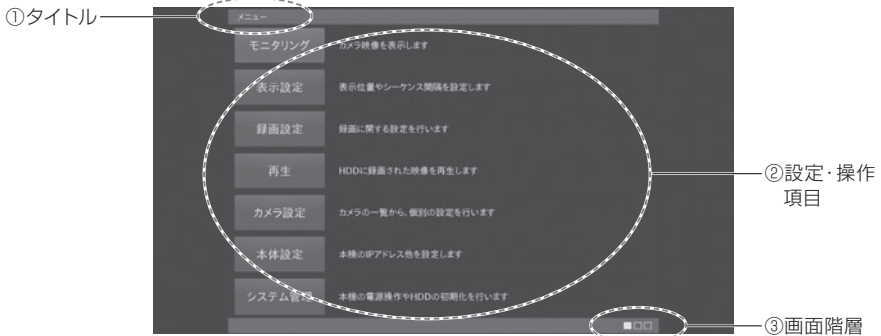 ①タイトル
メニュー
モニタリング カメラ映像を表示します
表示設定 表示位置やシーケンス間隔を設定します
録画設定 録画に関する設定を行います
再生 HDDに録画された映像を再生します
カメラ設定 カメラの一覧から、個別の設定を行います
本体設定 本機のIPアドレス他を設定します
システム管理 本機の電源操作やHDDの初期化を行います
②設定・操作
項目
③画面階層